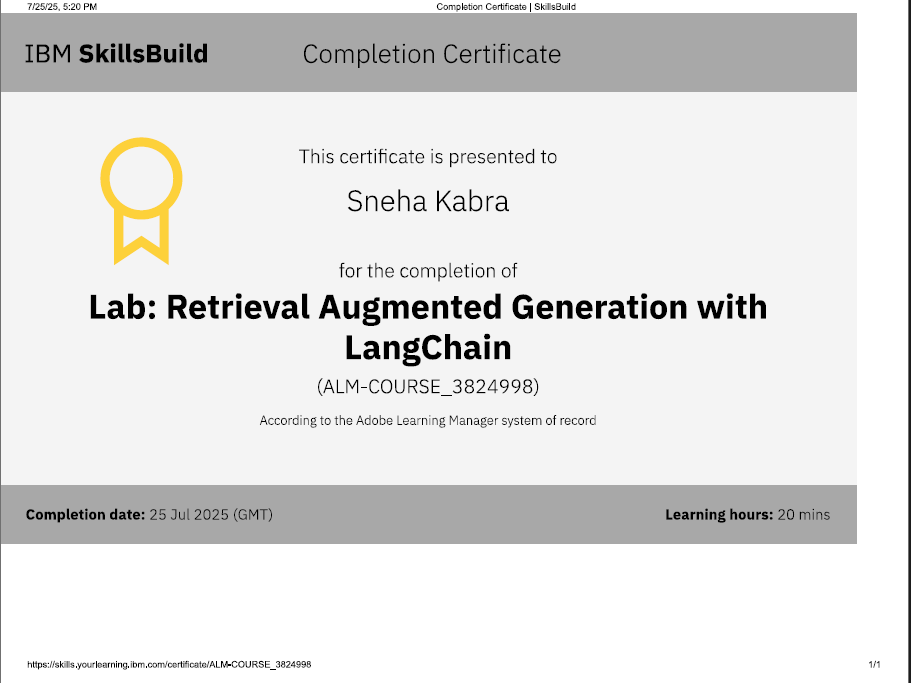 7/25/25, 5:20 PM Completion Certificate | SkillsBuild
IBM SkillsBuild Completion Certificate
This certificate is presented to
Sneha Kabra
for the completion of
Lab: Retrieval Augmented Generation with
LangChain
(ALM-COURSE_3824998)
According to the Adobe Learning Manager system of record
Completion date: 25 Jul 2025 (GMT) Learning hours: 20 mins
https://skills.yourlearning.ibm.com/certificate/ALM-COURSE_3824998 1/1